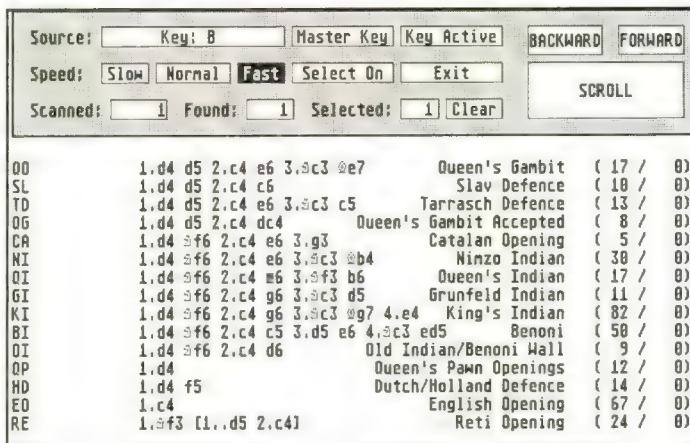 Source: Key: B Master Key Key Active BACKWARD FORWARD
Speed: Slow Normal Fast Select On Exit SCROLL
Scanned: 1 Found: 1 Selected: 1 Clear
QO 1.d4 d5 2.c4 e6 3.♘c3 ♗e7 Queen's Gambit ( 17 / 0)
SL 1.d4 d5 2.c4 c6 Slav Defence ( 10 / 0)
TD 1.d4 d5 2.c4 e6 3.♘c3 c5 Tarrasch Defence ( 13 / 0)
QG 1.d4 d5 2.c4 dc4 Queen's Gambit Accepted ( 8 / 0)
CA 1.d4 ♘f6 2.c4 e6 3.g3 Catalan Opening ( 5 / 0)
NI 1.d4 ♘f6 2.c4 e6 3.♘c3 ♗b4 Nimzo Indian ( 30 / 0)
QI 1.d4 ♘f6 2.c4 e6 3.♘f3 b6 Queen's Indian ( 17 / 0)
GI 1.d4 ♘f6 2.c4 g6 3.♘c3 d5 Grunfeld Indian ( 11 / 0)
KI 1.d4 ♘f6 2.c4 g6 3.♘c3 ♗g7 4.e4 King's Indian ( 82 / 0)
BI 1.d4 ♘f6 2.c4 c5 3.d5 e6 4.♘c3 ed5 Benoni ( 50 / 0)
OI 1.d4 ♘f6 2.c4 d6 Old Indian/Benoni Wall ( 9 / 0)
QP 1.d4 Queen's Pawn Openings ( 12 / 0)
HD 1.d4 f5 Dutch/Holland Defence ( 14 / 0)
EO 1.c4 English Opening ( 67 / 0)
RE 1.♘f3 [1..d5 2.c4] Reti Opening ( 24 / 0)